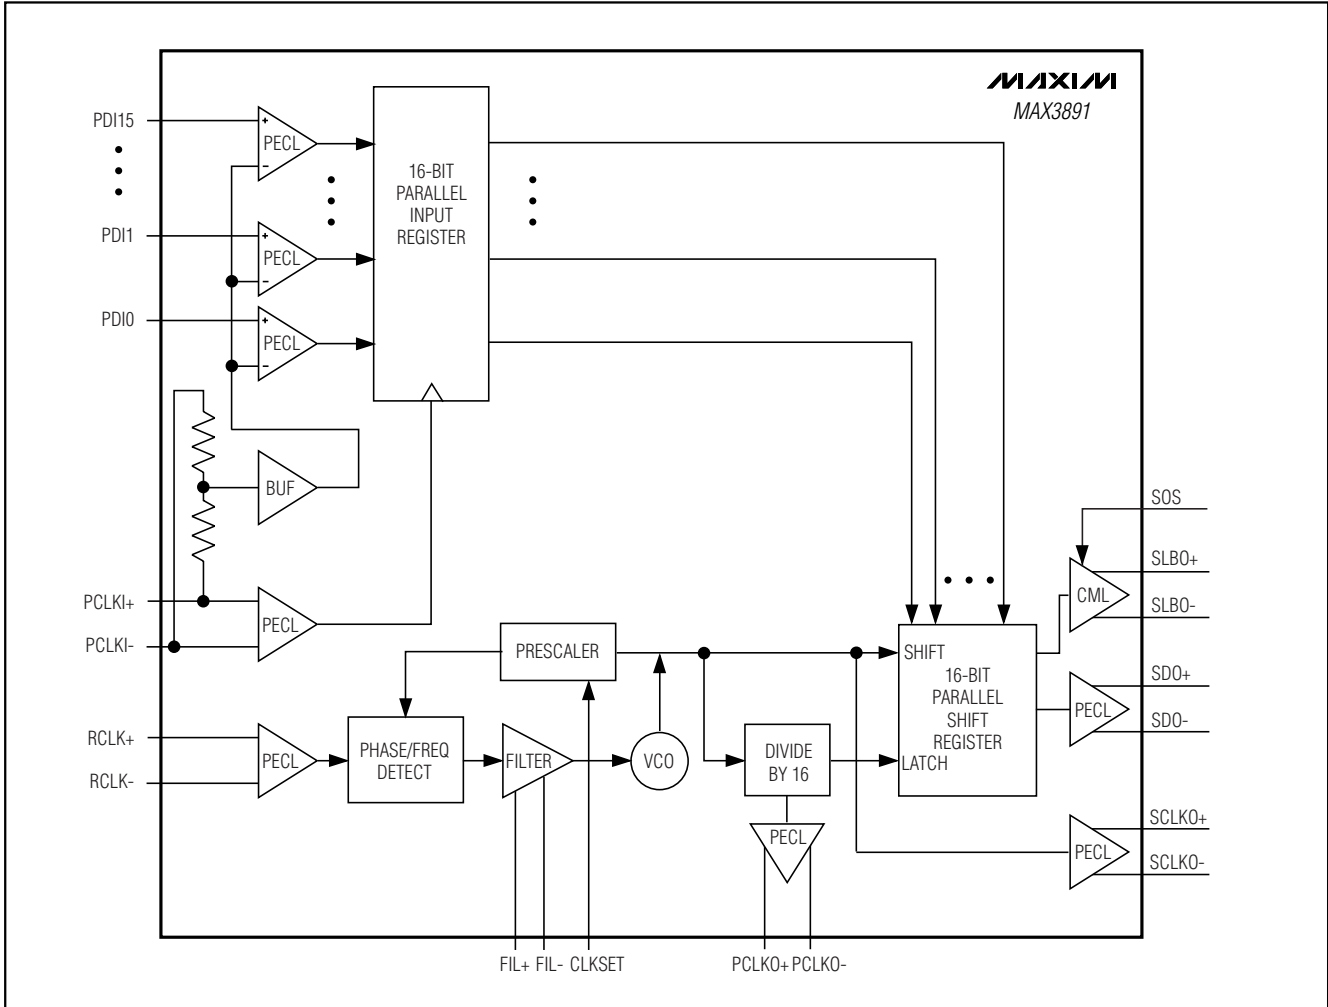 MAXIM
MAX3891
PDI15
+
PECL
-
16-BIT
PARALLEL
INPUT
REGISTER
PDI1
+
PECL
-
PDI0
+
PECL
-
BUF
PCLKI+
PECL
PCLKI-
SOS
SLBO+
CML
SLBO-
PRESCALER
SHIFT
16-BIT
PARALLEL
SHIFT
REGISTER
LATCH
SDO+
PECL
SDO-
RCLK+
PECL
RCLK-
PHASE/FREQ
DETECT
FILTER
VCO
DIVIDE
BY 16
PECL
SCLKO+
PECL
SCLKO-
FIL+ FIL- CLKSET
PCLKO+ PCLKO-